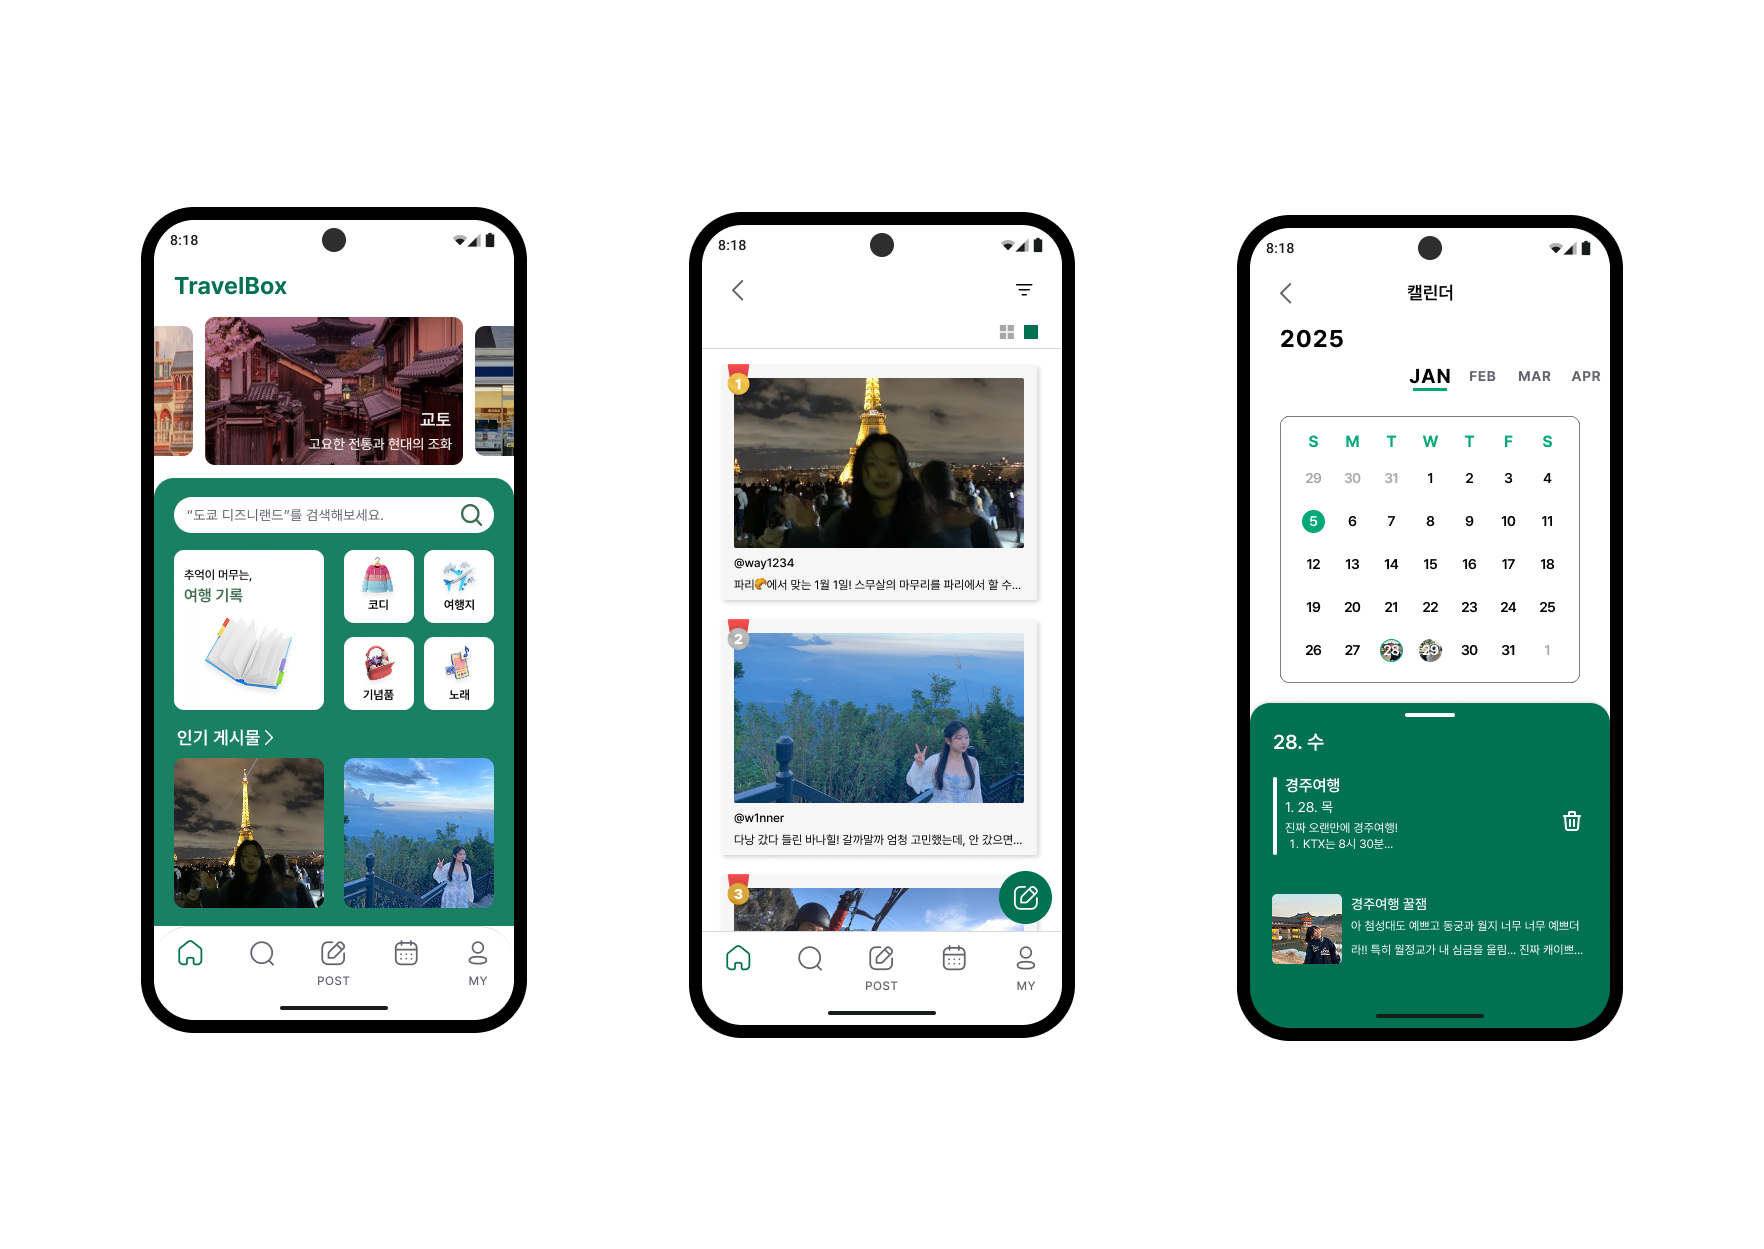 8:18
TravelBox
교토
고요한 전통과 현대의 조화
“도쿄 디즈니랜드”를 검색해보세요.
추억이 머무는,
여행 기록
코디
여행지
기념품
노래
인기 게시물
POST
MY
8:18
1
@way1234
파리🥐에서 맞는 1월 1일! 스무살의 마무리를 파리에서 할 수...
2
@w1nner
다낭 갔다 들린 바나힐! 갈까말까 엄청 고민했는데, 안 갔으면...
3
POST
MY
8:18
캘린더
2025
JAN FEB MAR APR
S M T W T F S
29 30 31 1 2 3 4
5 6 7 8 9 10 11
12 13 14 15 16 17 18
19 20 21 22 23 24 25
26 27 28 29 30 31 1
28. 수
경주여행
1. 28. 목
진짜 오랜만에 경주여행!
1. KTX는 8시 30분...
경주여행 꿀잼
아 첨성대도 예쁘고 동궁과 월지 너무 너무 예쁘더
라!! 특히 월정교가 내 심금을 울림... 진짜 캐이쁘...